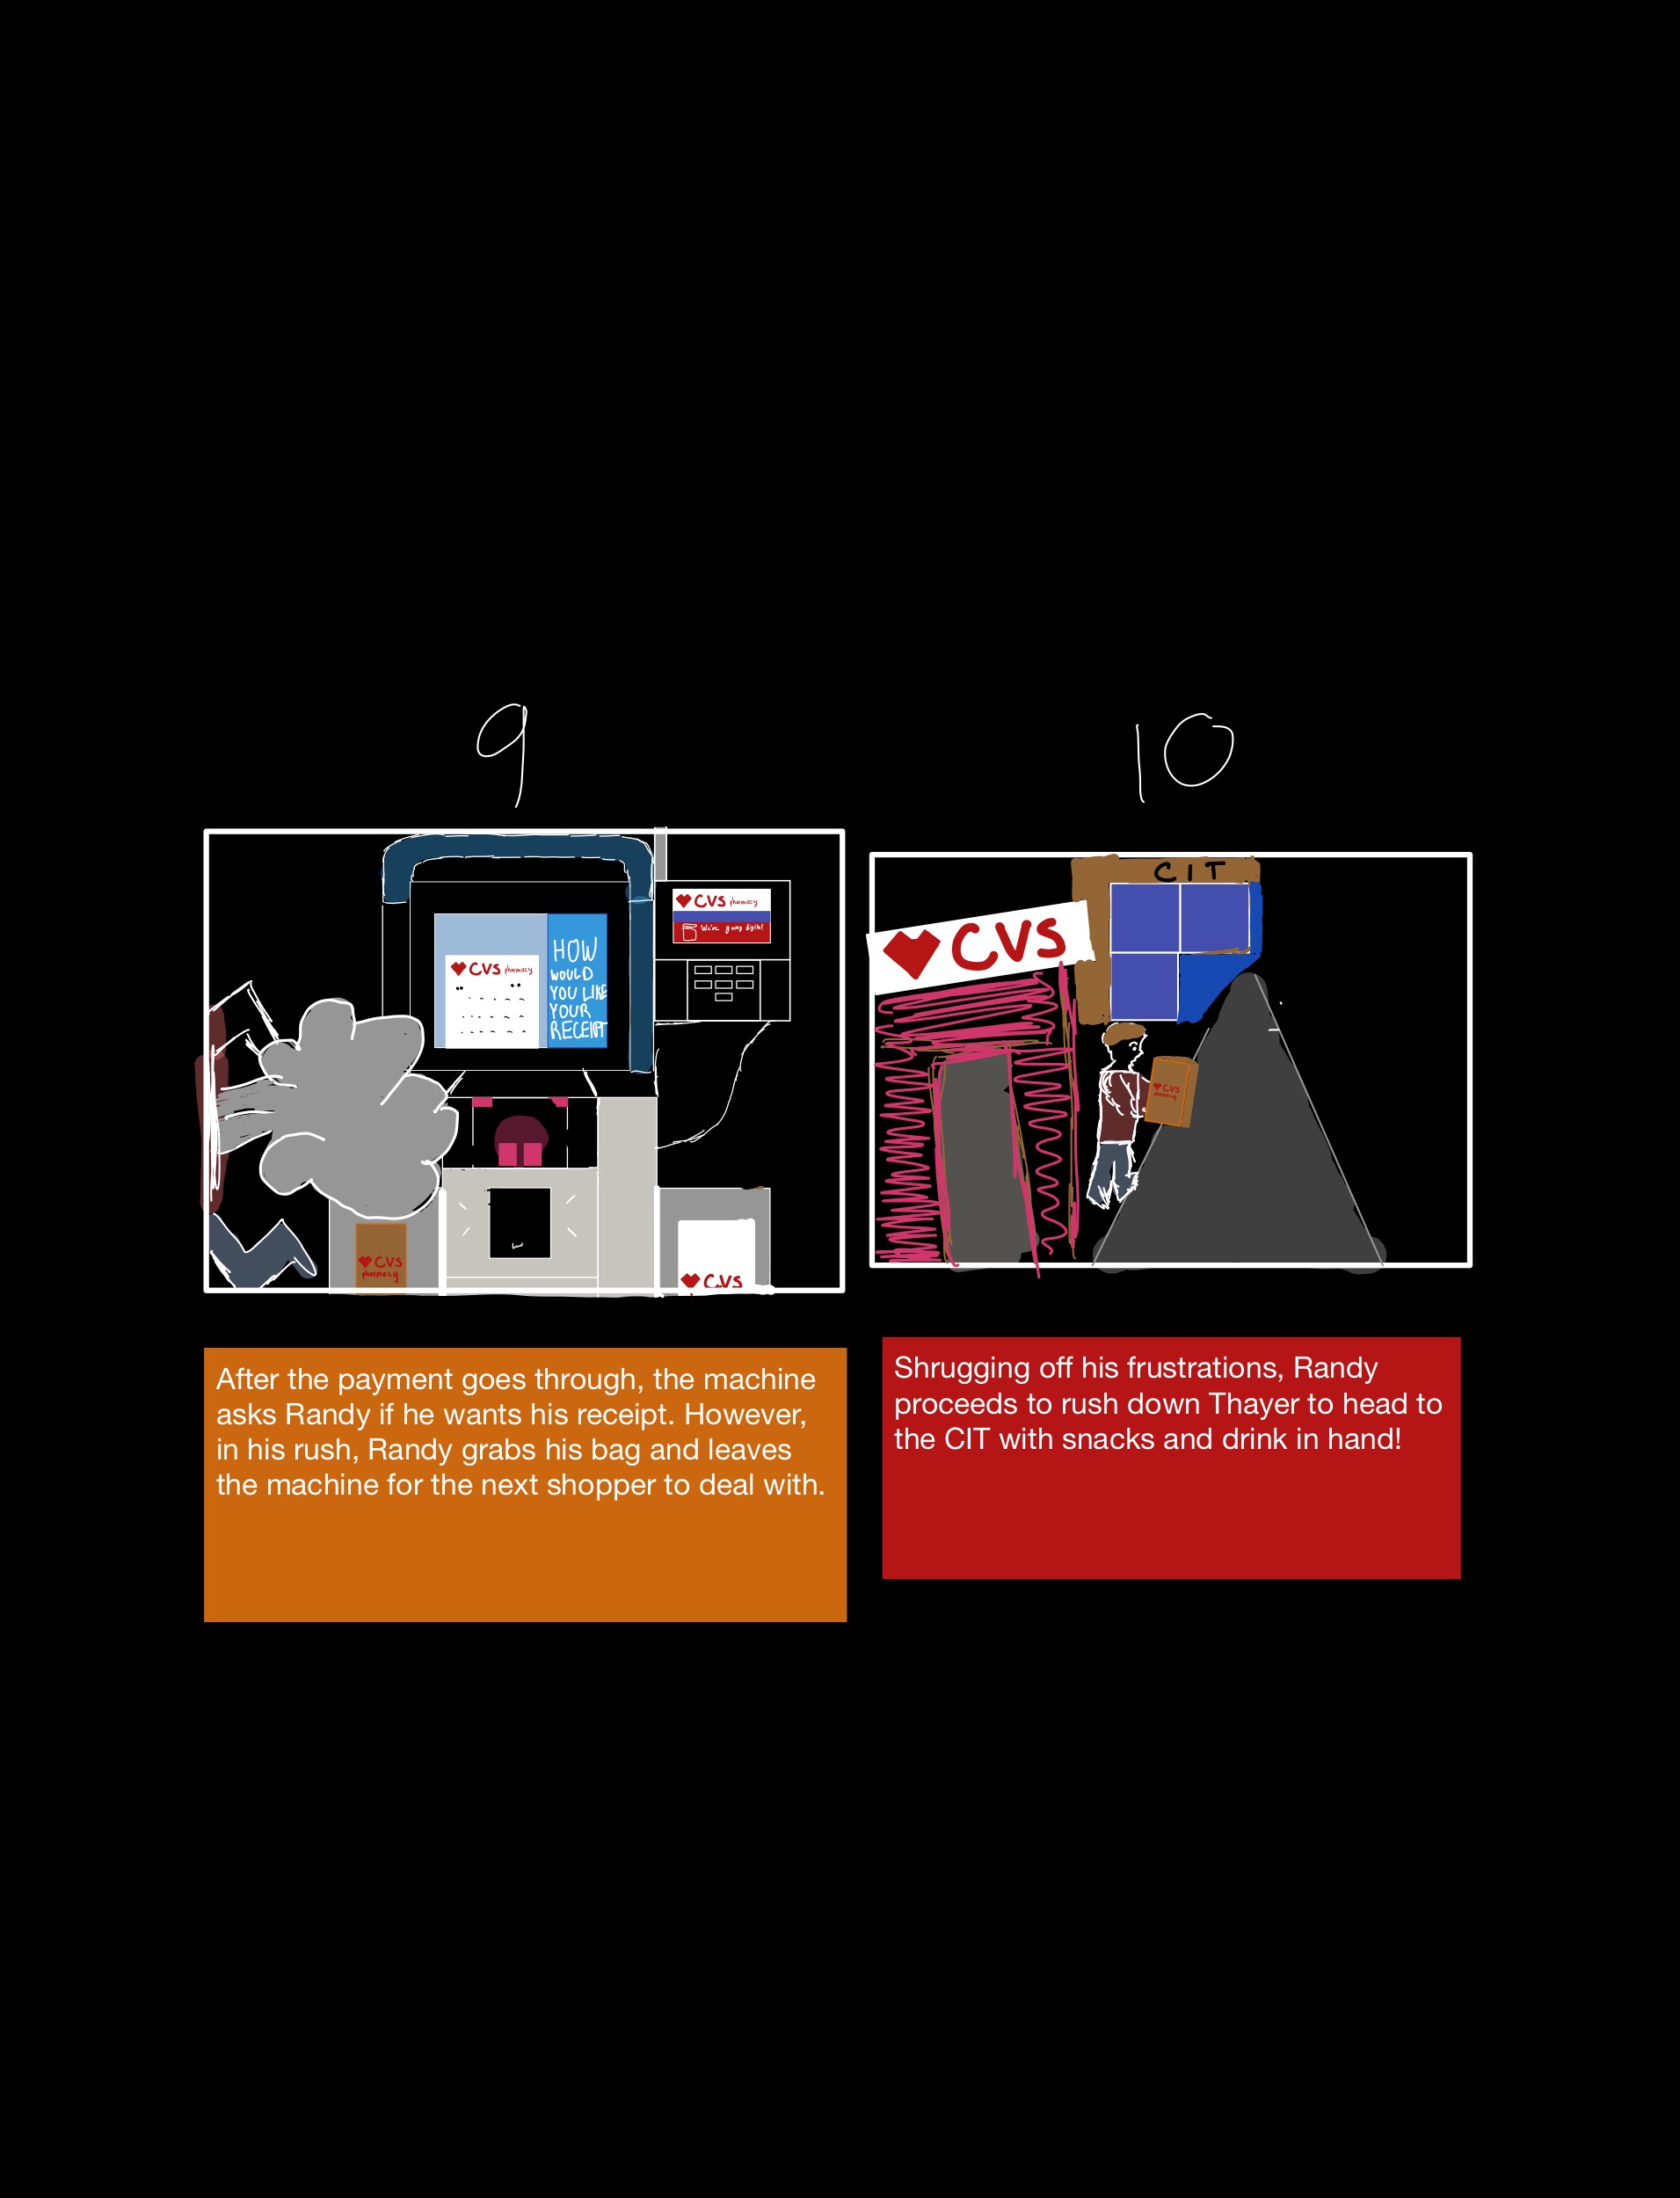 9
10
CIT
CVS pharmacy
We're going digital!
CVS
CVS pharmacy
HOW
WOULD
YOU LIKE
YOUR
RECEIPT
CVS
pharmacy
CVS
pharmacy
CVS
After the payment goes through, the machine
asks Randy if he wants his receipt. However,
in his rush, Randy grabs his bag and leaves
the machine for the next shopper to deal with.
Shrugging off his frustrations, Randy
proceeds to rush down Thayer to head to
the CIT with snacks and drink in hand!